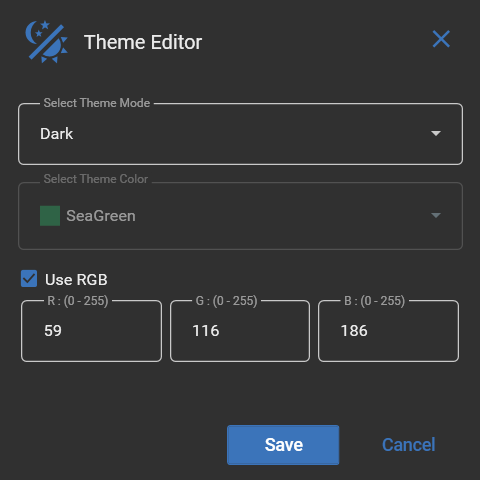 Theme Editor
Select Theme Mode
Dark
Select Theme Color
SeaGreen
Use RGB
R : (0 - 255) G : (0 - 255) B : (0 - 255)
59 116 186
Save Cancel